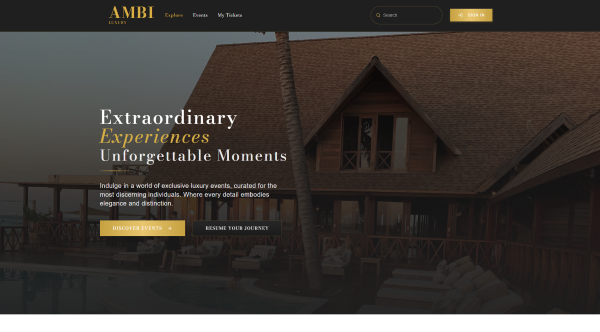 AMBI
LUXURY
Explore
Events
My Tickets
Search
SIGN IN
Extraordinary
Experiences
Unforgettable Moments
Indulge in a world of exclusive luxury events, curated for the
most discerning individuals. Where every detail embodies
elegance and distinction.
DISCOVER EVENTS
RESUME YOUR JOURNEY